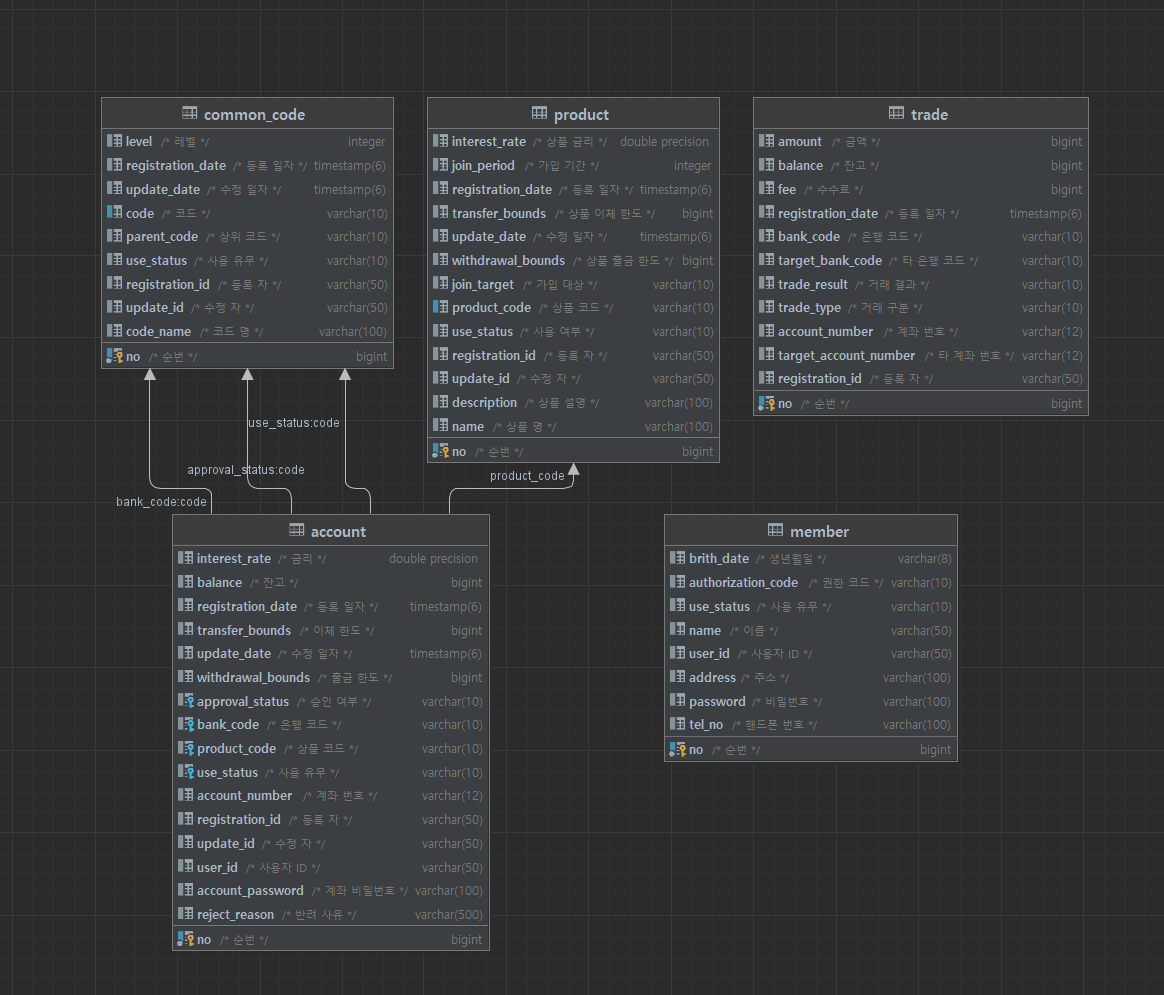 common_code
level /* 레벨 */ integer
registration_date /* 등록 일자 */ timestamp(6)
update_date /* 수정 일자 */ timestamp(6)
code /* 코드 */ varchar(10)
parent_code /* 상위 코드 */ varchar(10)
use_status /* 사용 유무 */ varchar(10)
registration_id /* 등록 자 */ varchar(50)
update_id /* 수정 자 */ varchar(50)
code_name /* 코드 명 */ varchar(100)
no /* 순번 */ bigint
product
interest_rate /* 상품 금리 */ double precision
join_period /* 가입 기간 */ integer
registration_date /* 등록 일자 */ timestamp(6)
transfer_bounds /* 상품 이체 한도 */ bigint
update_date /* 수정 일자 */ timestamp(6)
withdrawal_bounds /* 상품 출금 한도 */ bigint
join_target /* 가입 대상 */ varchar(10)
product_code /* 상품 코드 */ varchar(10)
use_status /* 사용 여부 */ varchar(10)
registration_id /* 등록 자 */ varchar(50)
update_id /* 수정 자 */ varchar(50)
description /* 상품 설명 */ varchar(100)
name /* 상품 명 */ varchar(100)
no /* 순번 */ bigint
trade
amount /* 금액 */ bigint
balance /* 잔고 */ bigint
fee /* 수수료 */ bigint
registration_date /* 등록 일자 */ timestamp(6)
bank_code /* 은행 코드 */ varchar(10)
target_bank_code /* 타 은행 코드 */ varchar(10)
trade_result /* 거래 결과 */ varchar(10)
trade_type /* 거래 구분 */ varchar(10)
account_number /* 계좌 번호 */ varchar(12)
target_account_number /* 타 계좌 번호 */ varchar(12)
registration_id /* 등록 자 */ varchar(50)
no /* 순번 */ bigint
use_status:code
approval_status:code
bank_code:code
product_code
account
interest_rate /* 금리 */ double precision
balance /* 잔고 */ bigint
registration_date /* 등록 일자 */ timestamp(6)
transfer_bounds /* 이체 한도 */ bigint
update_date /* 수정 일자 */ timestamp(6)
withdrawal_bounds /* 출금 한도 */ bigint
approval_status /* 승인 여부 */ varchar(10)
bank_code /* 은행 코드 */ varchar(10)
product_code /* 상품 코드 */ varchar(10)
use_status /* 사용 유무 */ varchar(10)
account_number /* 계좌 번호 */ varchar(12)
registration_id /* 등록 자 */ varchar(50)
update_id /* 수정 자 */ varchar(50)
user_id /* 사용자 ID */ varchar(50)
account_password /* 계좌 비밀번호 */ varchar(100)
reject_reason /* 반려 사유 */ varchar(500)
no /* 순번 */ bigint
member
brith_date /* 생년월일 */ varchar(8)
authorization_code /* 권한 코드 */ varchar(10)
use_status /* 사용 유무 */ varchar(10)
name /* 이름 */ varchar(50)
user_id /* 사용자 ID */ varchar(50)
address /* 주소 */ varchar(100)
password /* 비밀번호 */ varchar(100)
tel_no /* 핸드폰 번호 */ varchar(100)
no /* 순번 */ bigint